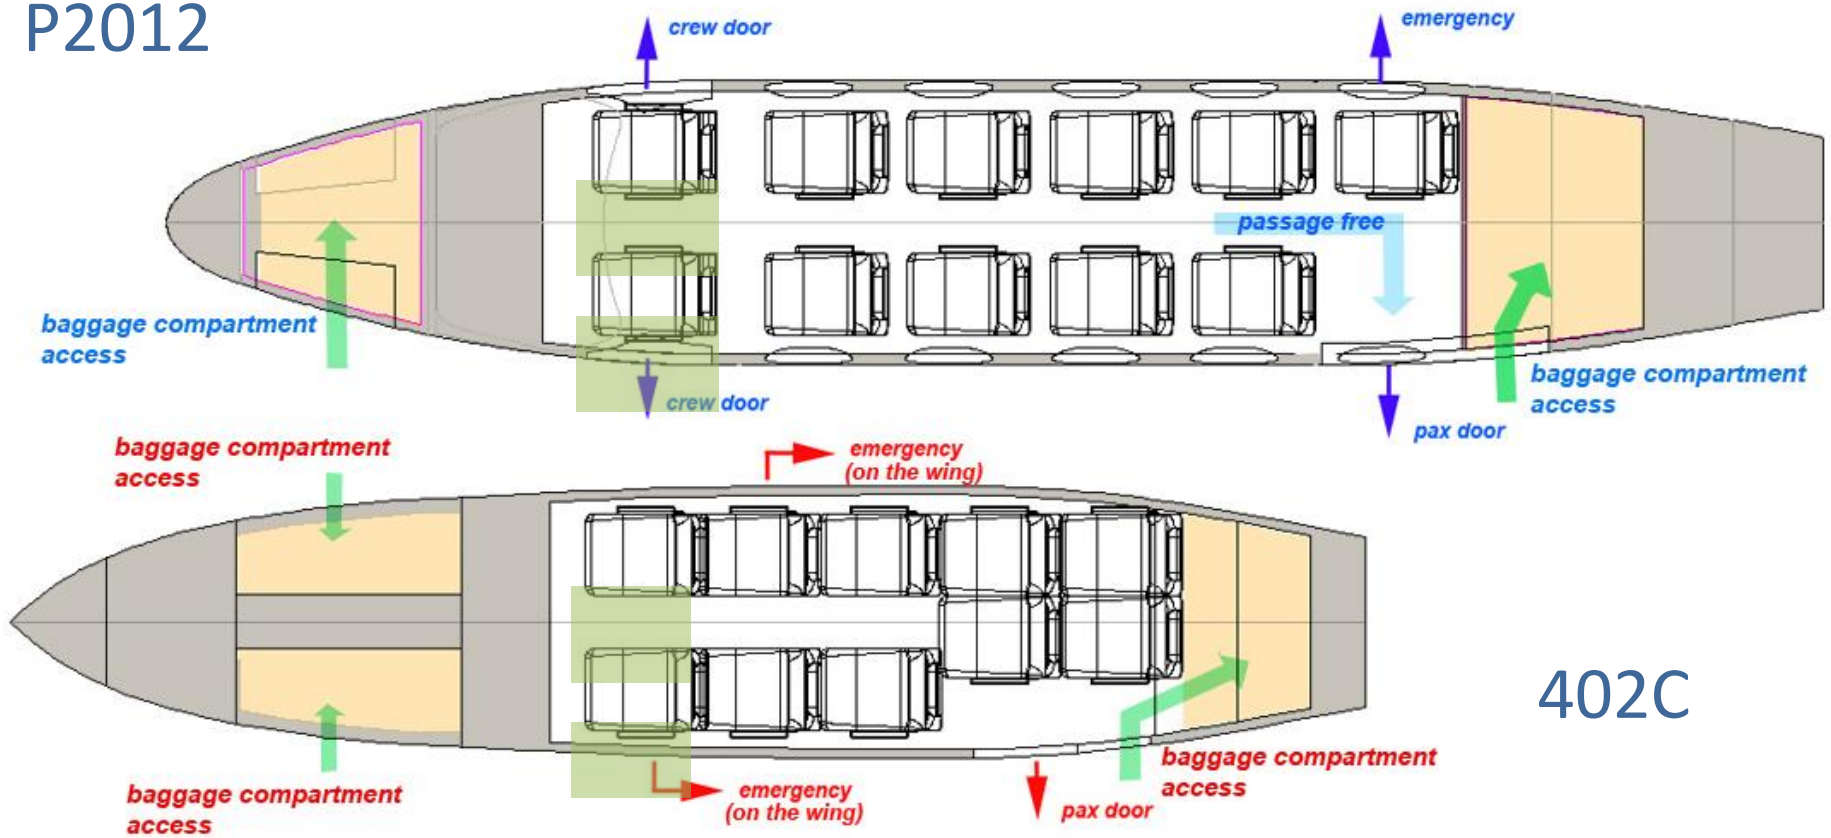 P2012
crew door
emergency
passage free
baggage compartment
access
crew door
baggage compartment
access
pax door
baggage compartment
access
emergency
(on the wing)
402C
baggage compartment
access
baggage compartment
access
emergency
(on the wing)
pax door